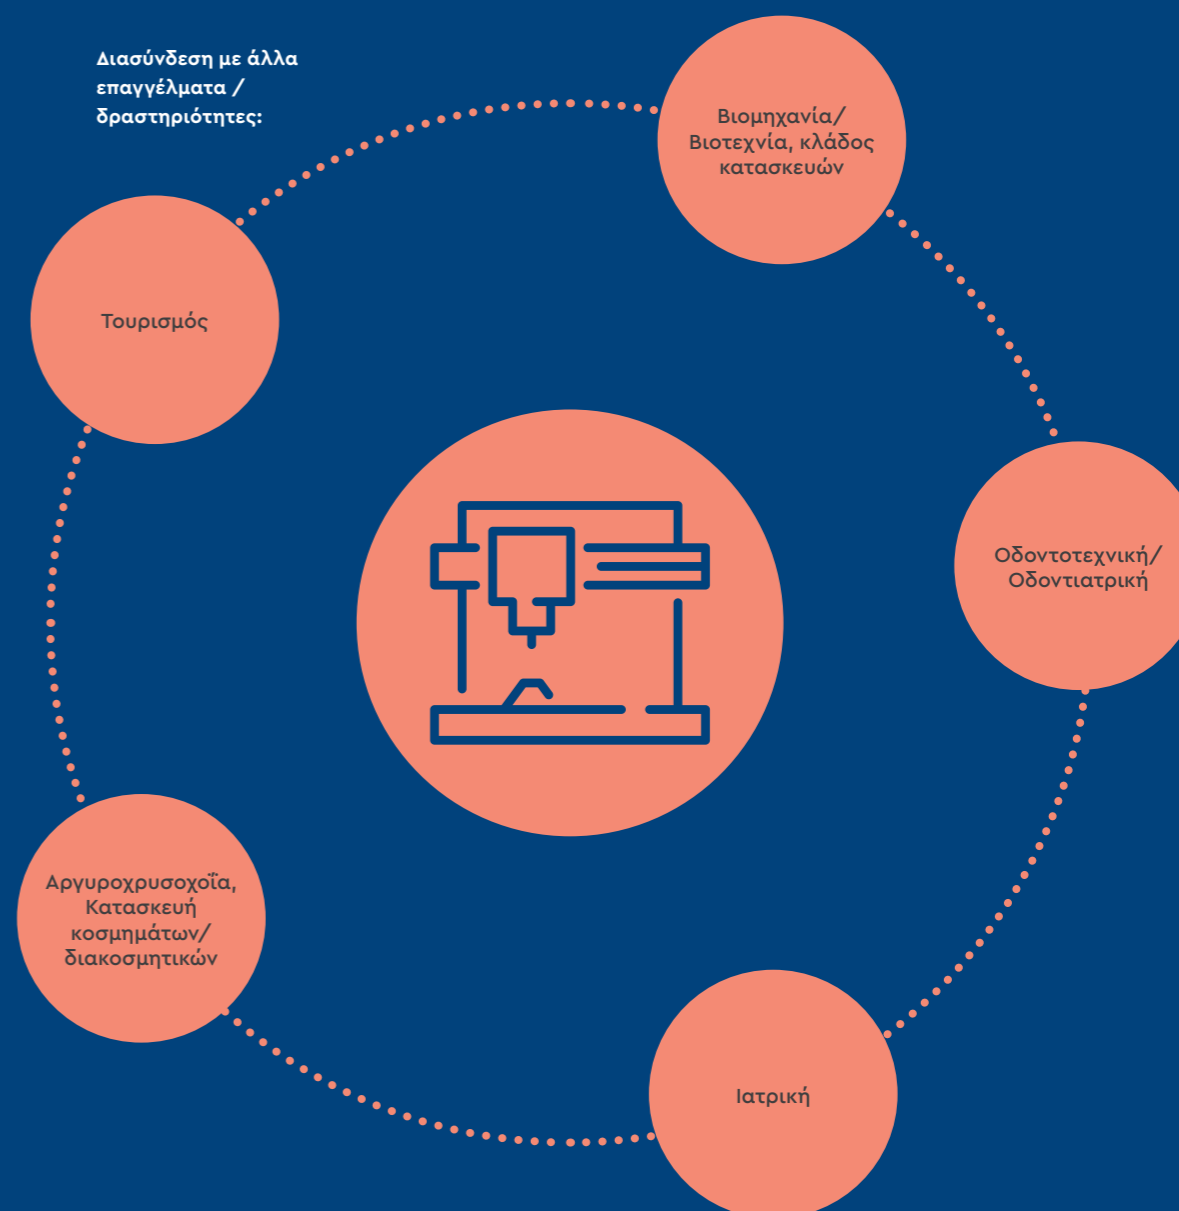 Διασύνδεση με άλλα
επαγγέλματα /
δραστηριότητες:
Βιομηχανία/
Βιοτεχνία, κλάδος
κατασκευών
Τουρισμός
Οδοντοτεχνική/
Οδοντιατρική
Αργυροχρυσοχοΐα,
Κατασκευή
κοσμημάτων/
διακοσμητικών
Ιατρική